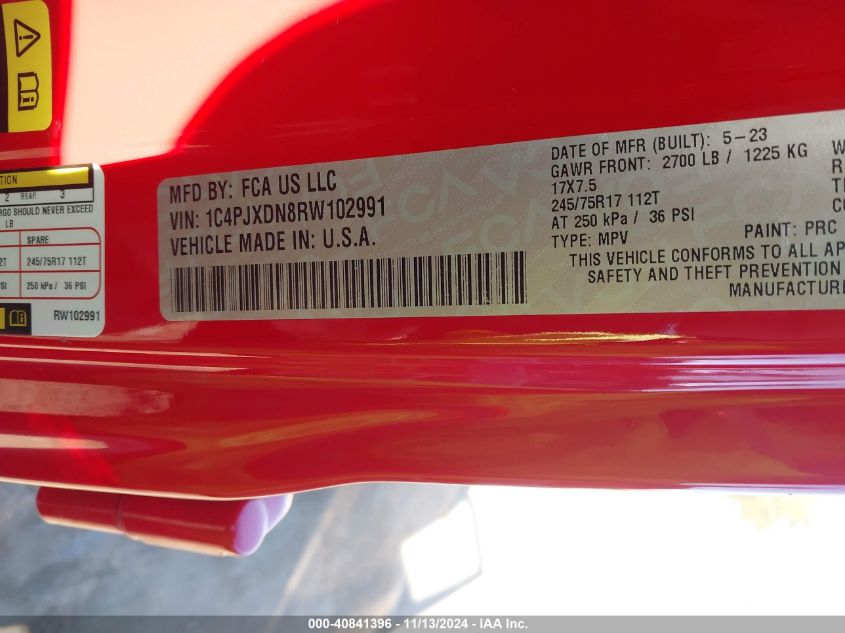 TION
2 REAR 3
RGO SHOULD NEVER EXCEED
LB
SPARE
2T 245/75R17 112T
SI 250 kPa / 36 PSI
RW102991
MFD BY: FCA US LLC
VIN: 1C4PJXDN8RW102991
VEHICLE MADE IN: U.S.A.
DATE OF MFR (BUILT): 5-23
GAWR FRONT: 2700 LB / 1225 KG
17X7.5
245/75R17 112T
AT 250 kPa / 36 PSI
TYPE: MPV PAINT: PRC
THIS VEHICLE CONFORMS TO ALL AP
SAFETY AND THEFT PREVENTION
MANUFACTUR
W
R
TI
000-40841396 - 11/13/2024 - IAA Inc.